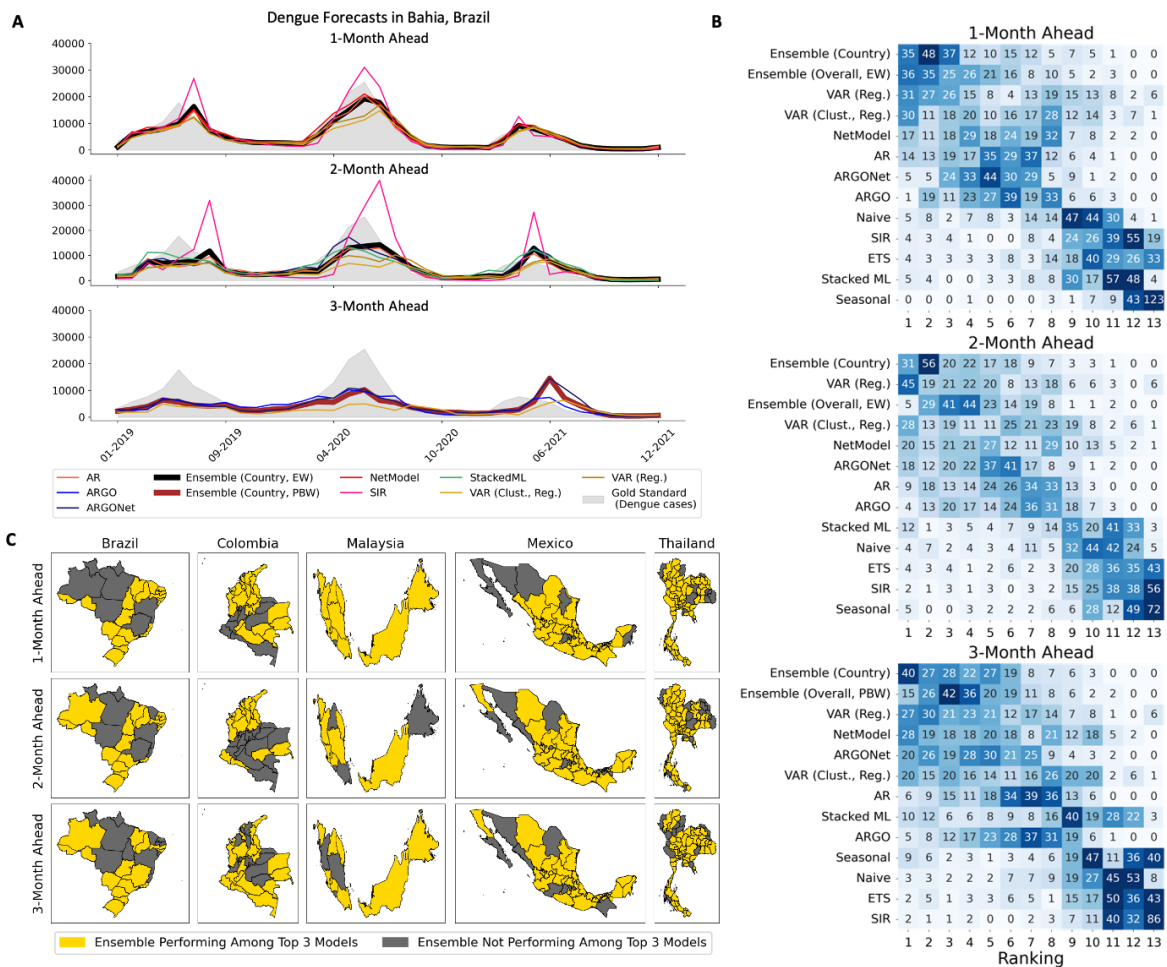 A
Dengue Forecasts in Bahia, Brazil
1-Month Ahead
40000
30000
20000
10000
0
2-Month Ahead
40000
30000
20000
10000
0
3-Month Ahead
40000
30000
20000
10000
0
01-2019
09-2019
04-2020
10-2020
06-2021
12-2021
AR
ARGO
ARGONet
Ensemble (Country, EW)
Ensemble (Country, PBW)
NetModel
SIR
StackedML
VAR (Clust., Reg.)
VAR (Reg.)
Gold Standard
(Dengue cases)
B
1-Month Ahead
Ensemble (Country) 35 48 37 12 10 15 12 5 7 5 1 0 0
Ensemble (Overall, EW) 36 35 25 26 21 16 8 10 5 2 3 0 0
VAR (Reg.) 31 27 26 15 8 4 13 19 15 13 8 2 6
VAR (Clust., Reg.) 30 11 18 20 10 16 17 28 12 14 3 7 1
NetModel 17 11 18 29 18 24 19 32 7 8 2 2 0
AR 14 13 19 17 35 29 37 12 6 4 1 0 0
ARGONet 5 5 24 33 44 30 29 5 9 1 2 0 0
ARGO 1 19 11 23 27 39 19 33 6 6 3 0 0
Naive 5 8 2 7 8 3 14 14 47 44 30 4 1
SIR 4 3 4 1 0 0 8 4 24 26 39 55 19
ETS 4 4 3 3 3 8 3 14 18 40 29 26 33
Stacked ML 5 4 0 0 3 3 8 8 30 17 57 48 4
Seasonal 0 0 0 1 0 0 0 3 1 7 9 43 123
1 2 3 4 5 6 7 8 9 10 11 12 13
2-Month Ahead
Ensemble (Country) 31 56 20 22 17 18 9 7 3 3 1 0 0
VAR (Reg.) 45 19 21 22 20 8 13 18 6 6 3 0 6
Ensemble (Overall, EW) 5 29 41 44 23 14 19 8 1 1 2 0 0
VAR (Clust., Reg.) 28 13 19 11 11 25 21 23 19 8 2 6 1
NetModel 20 15 21 21 27 12 11 29 10 13 5 2 1
ARGONet 18 12 20 22 37 41 17 8 9 1 2 0 0
AR 9 18 13 14 24 26 34 33 13 2 1 0 0
ARGO 4 13 20 17 14 24 36 31 18 7 3 0 0
Stacked ML 12 1 3 5 4 7 9 14 35 20 41 33 3
Naive 4 7 2 4 3 4 11 5 32 44 42 24 5
ETS 4 3 4 1 2 6 2 3 20 28 36 35 43
SIR 2 2 1 3 3 0 3 2 15 25 38 38 56
Seasonal 5 0 0 3 2 2 6 6 28 12 49 72
1 2 3 4 5 6 7 8 9 10 11 12 13
3-Month Ahead
Ensemble (Country) 40 27 28 22 27 19 8 7 6 3 0 0 0
Ensemble (Overall, PBW) 15 26 42 36 20 19 11 8 6 2 2 0 0
VAR (Reg.) 27 30 21 23 21 12 17 14 7 8 1 0 6
NetModel 28 19 18 18 20 18 8 21 12 18 5 2 0
ARGONet 20 26 19 28 30 21 25 9 4 3 2 0 0
VAR (Clust., Reg.) 20 15 20 16 14 11 16 26 20 20 2 6 1
AR 6 9 15 11 18 34 39 36 13 6 0 0 0
Stacked ML 10 12 6 6 8 9 8 16 40 19 28 22 3
ARGO 5 8 12 17 23 28 37 31 19 6 1 0 0
Seasonal 9 6 2 3 1 3 4 6 19 47 11 36 40
Naive 3 3 2 2 2 7 7 9 19 27 45 53 8
ETS 2 5 1 3 3 6 5 1 15 17 50 36 43
SIR 2 1 1 2 0 0 2 3 7 11 40 32 86
1 2 3 4 5 6 7 8 9 10 11 12 13
Ranking
C
Brazil Colombia Malaysia Mexico Thailand
1-Month Ahead
2-Month Ahead
3-Month Ahead
Ensemble Performing Among Top 3 Models
Ensemble Not Performing Among Top 3 Models